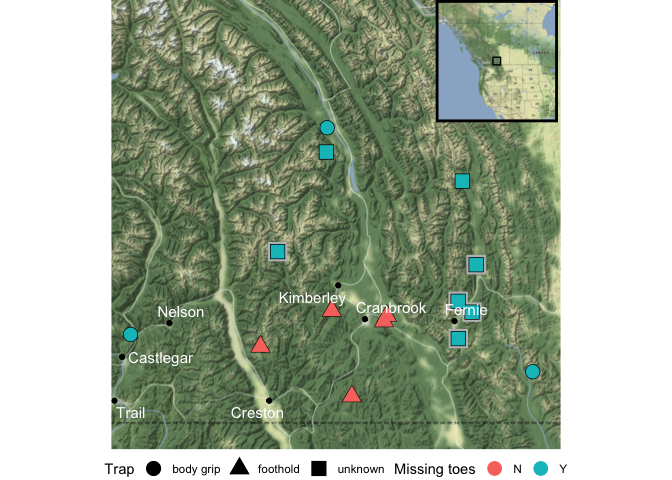 Kimberley
Cranbrook
Fernie
Nelson
Castlegar
Trail
Creston
Trap body grip foothold unknown Missing toes N Y